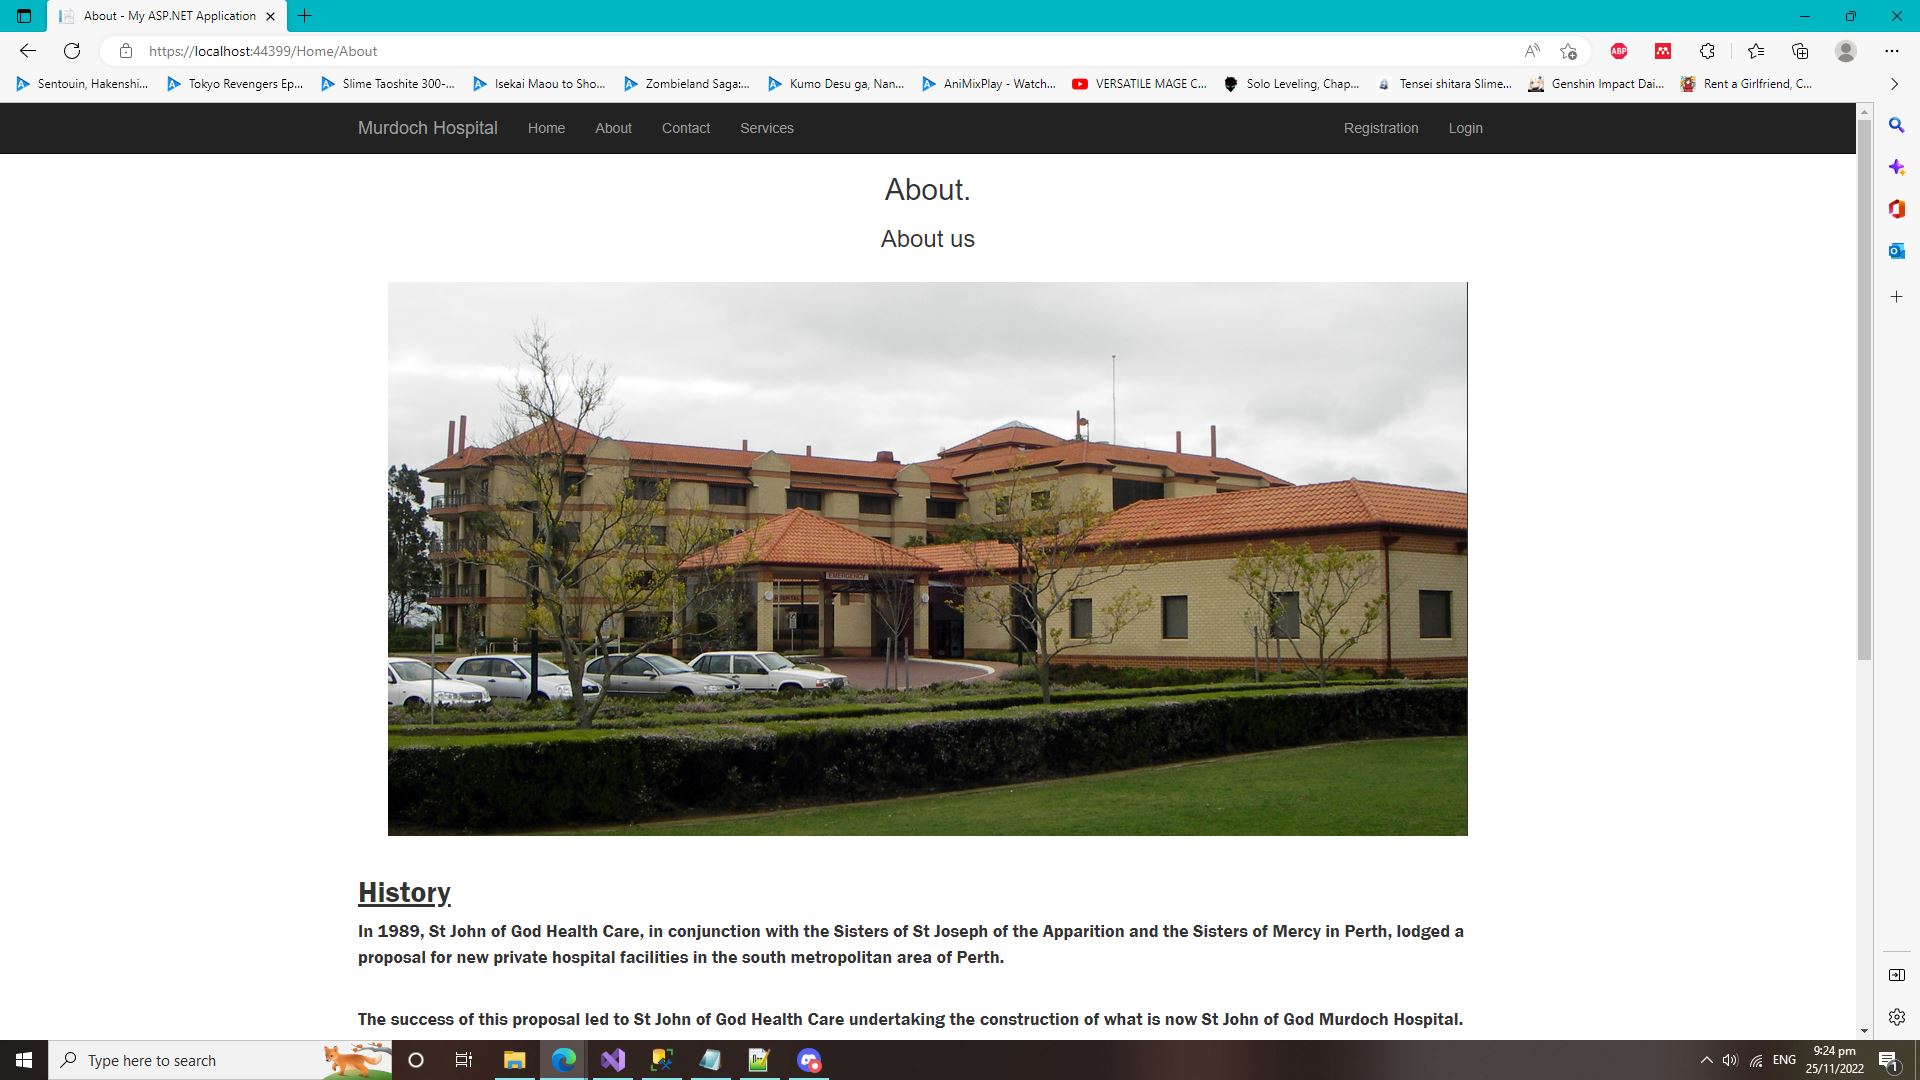 About - My ASP.NET Application
https://localhost:44399/Home/About
ABP
Sentouin, Hakenshi... Tokyo Revengers Ep... Slime Taoshite 300-... Isekai Maou to Sho... Zombieland Saga:... Kumo Desu ga, Nan... AniMixPlay - Watch... VERSATILE MAGE C... Solo Leveling, Chap... Tensei shitara Slime... Genshin Impact Dai... Rent a Girlfriend, C...
Murdoch Hospital Home About Contact Services Registration Login
About.
About us
EMERGENCY
History
In 1989, St John of God Health Care, in conjunction with the Sisters of St Joseph of the Apparition and the Sisters of Mercy in Perth, lodged a
proposal for new private hospital facilities in the south metropolitan area of Perth.
The success of this proposal led to St John of God Health Care undertaking the construction of what is now St John of God Murdoch Hospital.
Type here to search
ENG
9:24 pm
25/11/2022
1